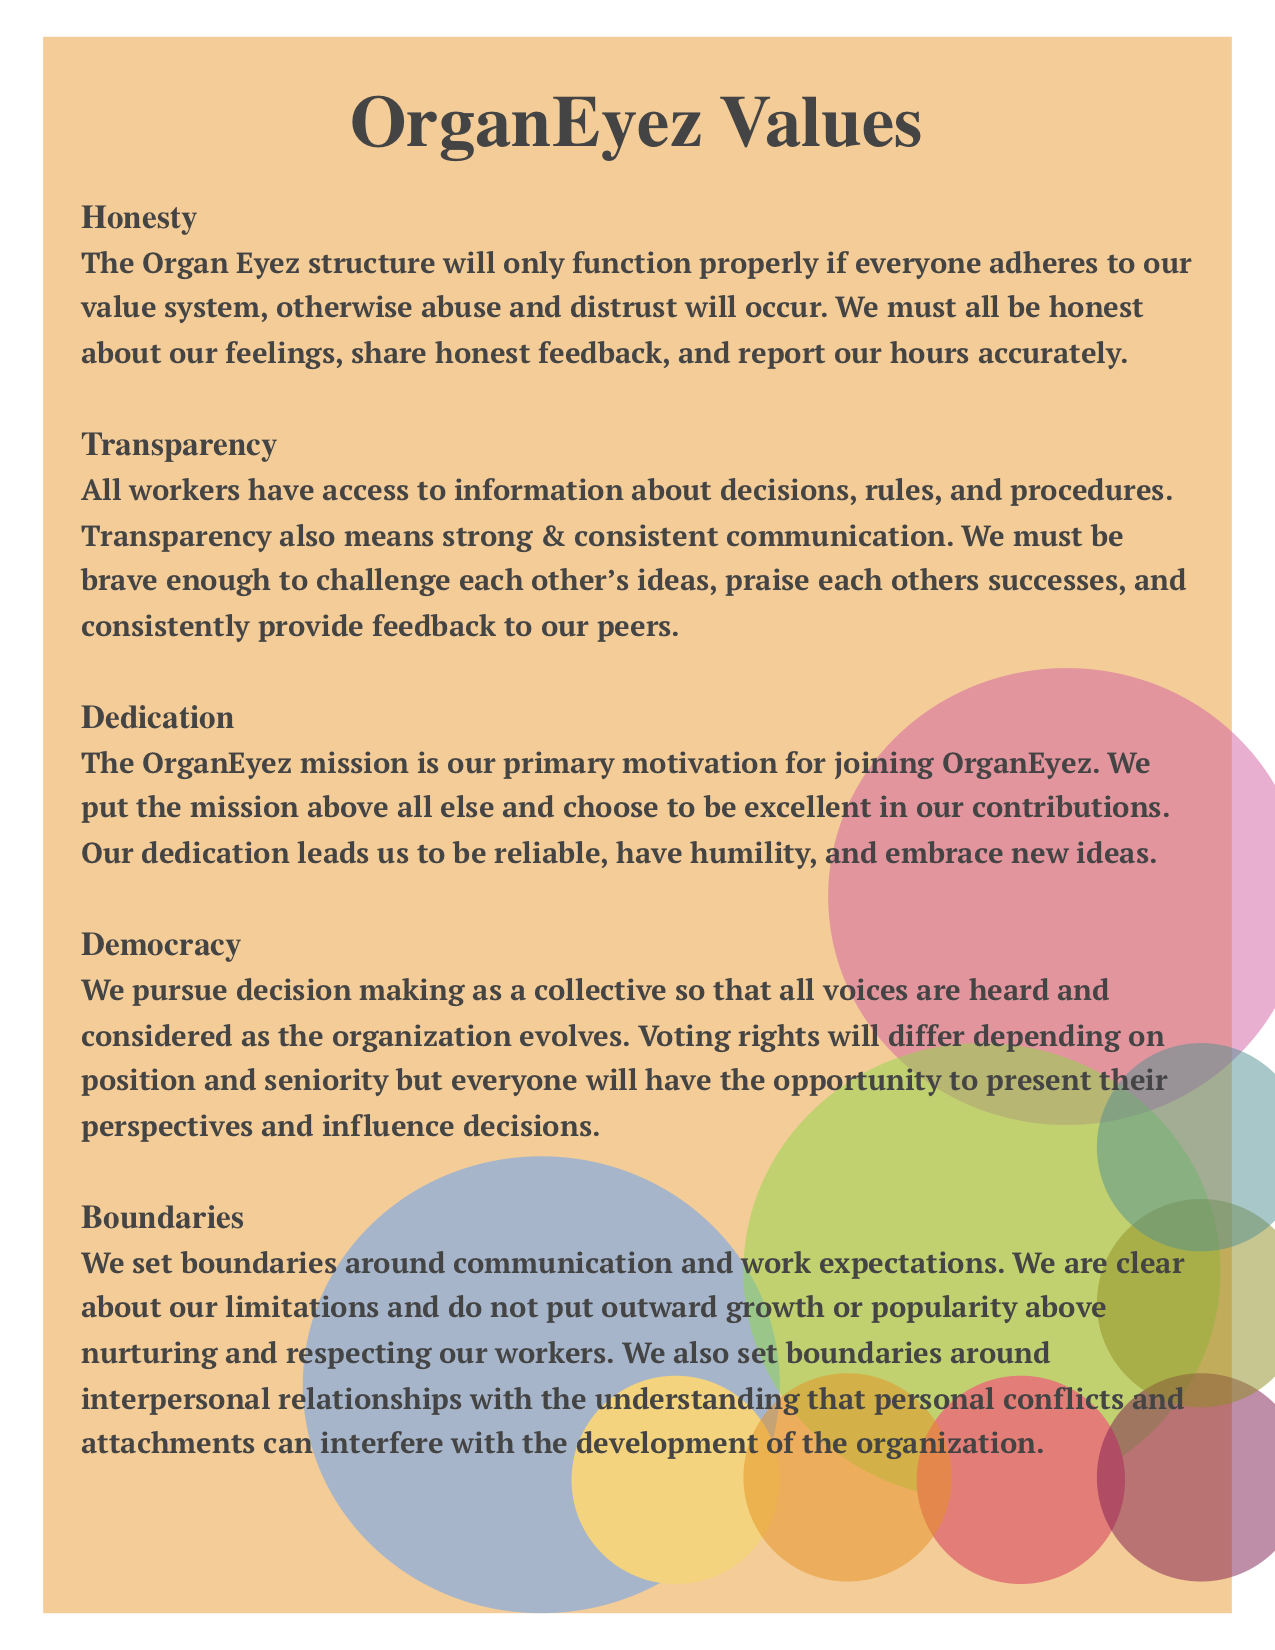 OrganEyez Values
Honesty
The Organ Eyez structure will only function properly if everyone adheres to our
value system, otherwise abuse and distrust will occur. We must all be honest
about our feelings, share honest feedback, and report our hours accurately.
Transparency
All workers have access to information about decisions, rules, and procedures.
Transparency also means strong & consistent communication. We must be
brave enough to challenge each other’s ideas, praise each others successes, and
consistently provide feedback to our peers.
Dedication
The OrganEyez mission is our primary motivation for joining OrganEyez. We
put the mission above all else and choose to be excellent in our contributions.
Our dedication leads us to be reliable, have humility, and embrace new ideas.
Democracy
We pursue decision making as a collective so that all voices are heard and
considered as the organization evolves. Voting rights will differ depending on
position and seniority but everyone will have the opportunity to present their
perspectives and influence decisions.
Boundaries
We set boundaries around communication and work expectations. We are clear
about our limitations and do not put outward growth or popularity above
nurturing and respecting our workers. We also set boundaries around
interpersonal relationships with the understanding that personal conflicts and
attachments can interfere with the development of the organization.